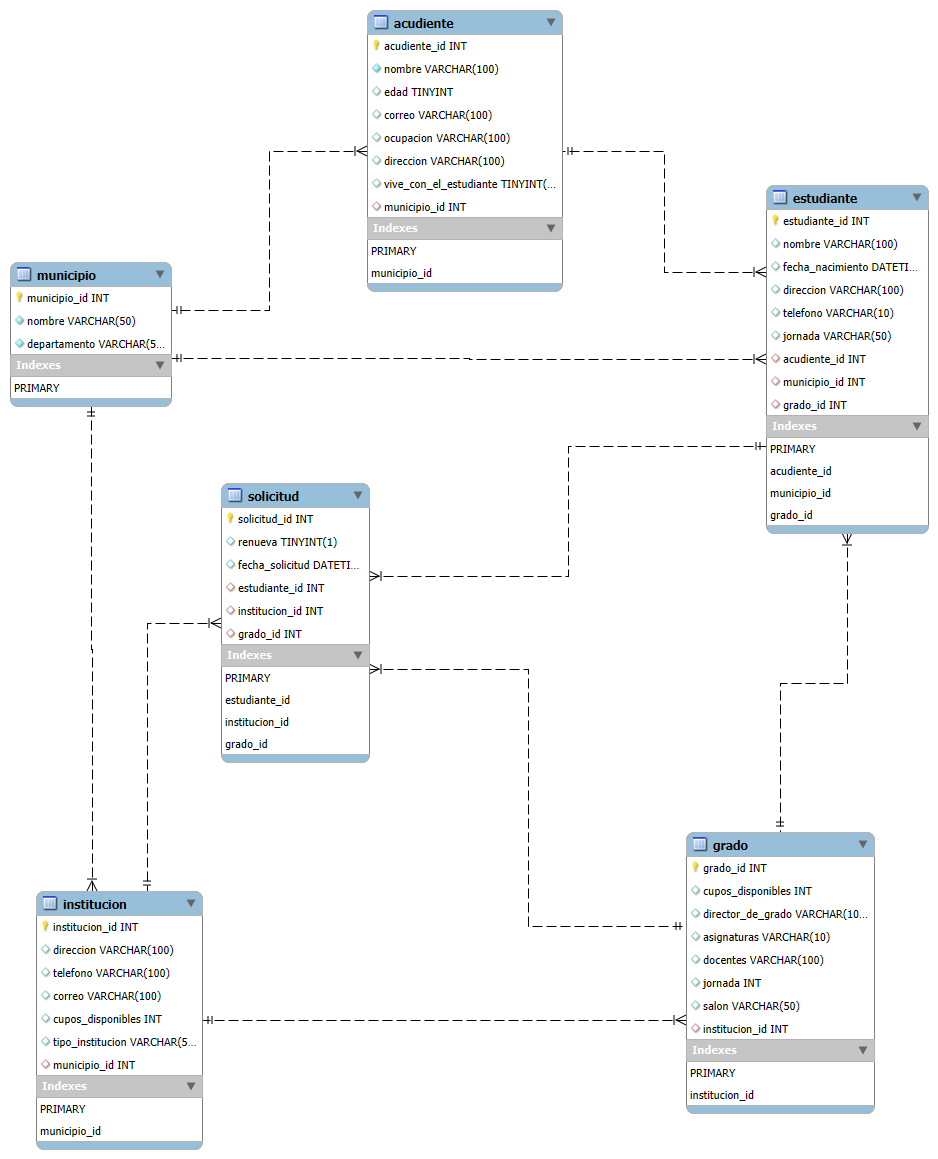 acudiente
acudiente_id INT
nombre VARCHAR(100)
edad TINYINT
correo VARCHAR(100)
ocupacion VARCHAR(100)
direccion VARCHAR(100)
vive_con_el_estudiante TINYINT(...
municipio_id INT
Indexes
PRIMARY
municipio_id
estudiante
estudiante_id INT
nombre VARCHAR(100)
fecha_nacimiento DATETI...
direccion VARCHAR(100)
telefono VARCHAR(10)
jornada VARCHAR(50)
acudiente_id INT
municipio_id INT
grado_id INT
Indexes
PRIMARY
acudiente_id
municipio_id
grado_id
municipio
municipio_id INT
nombre VARCHAR(50)
departamento VARCHAR(5...
Indexes
PRIMARY
solicitud
solicitud_id INT
renueva TINYINT(1)
fecha_solicitud DATETI...
estudiante_id INT
institucion_id INT
grado_id INT
Indexes
PRIMARY
estudiante_id
institucion_id
grado_id
institucion
institucion_id INT
direccion VARCHAR(100)
telefono VARCHAR(100)
correo VARCHAR(100)
cupos_disponibles INT
tipo_institucion VARCHAR(5...
municipio_id INT
Indexes
PRIMARY
municipio_id
grado
grado_id INT
cupos_disponibles INT
director_de_grado VARCHAR(10...
asignaturas VARCHAR(10)
docentes VARCHAR(100)
jornada INT
salon VARCHAR(50)
institucion_id INT
Indexes
PRIMARY
institucion_id